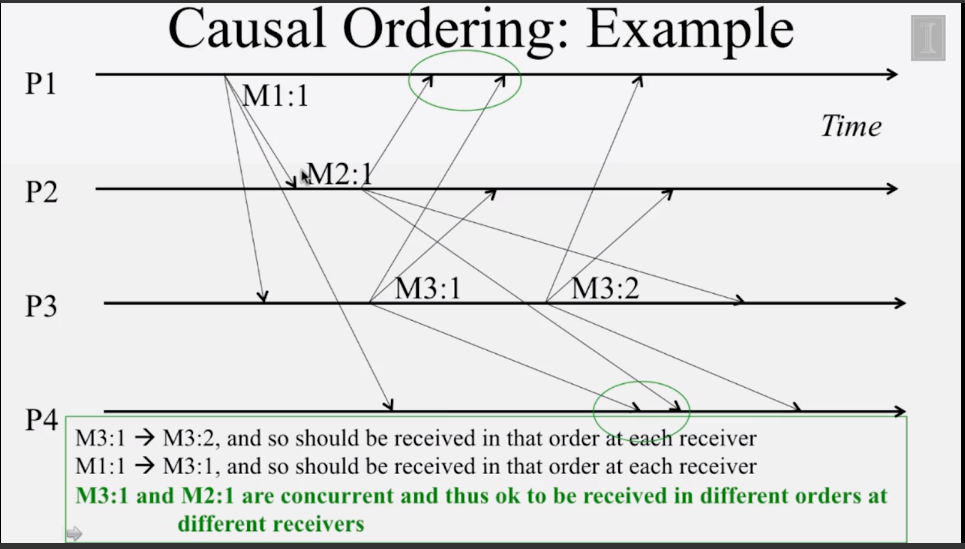 Causal Ordering: Example
P1
M1:1
Time
M2:1
P2
M3:1
M3:2
P3
P4
M3:1 → M3:2, and so should be received in that order at each receiver
M1:1 → M3:1, and so should be received in that order at each receiver
M3:1 and M2:1 are concurrent and thus ok to be received in different orders at
different receivers